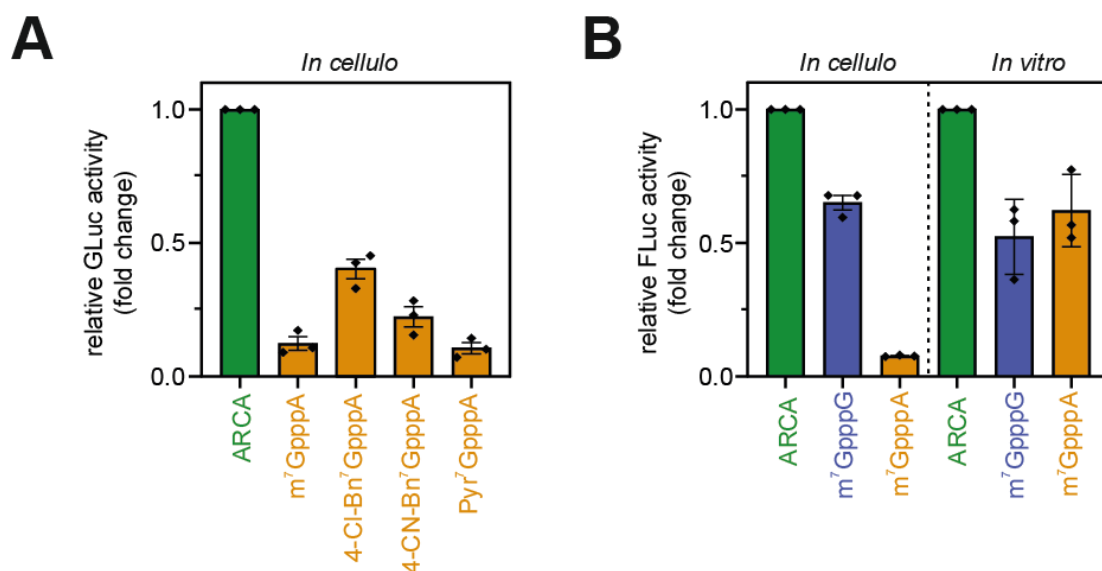 A
In cellulo
relative GLuc activity
(fold change)
1.0
0.5
0.0
ARCA
m⁷GpppA
4-Cl-Bn⁷GpppA
4-CN-Bn⁷GpppA
Pyr⁷GpppA
B
In cellulo
In vitro
relative FLuc activity
(fold change)
1.0
0.5
0.0
ARCA
m⁷GpppG
m⁷GpppA
ARCA
m⁷GpppG
m⁷GpppA